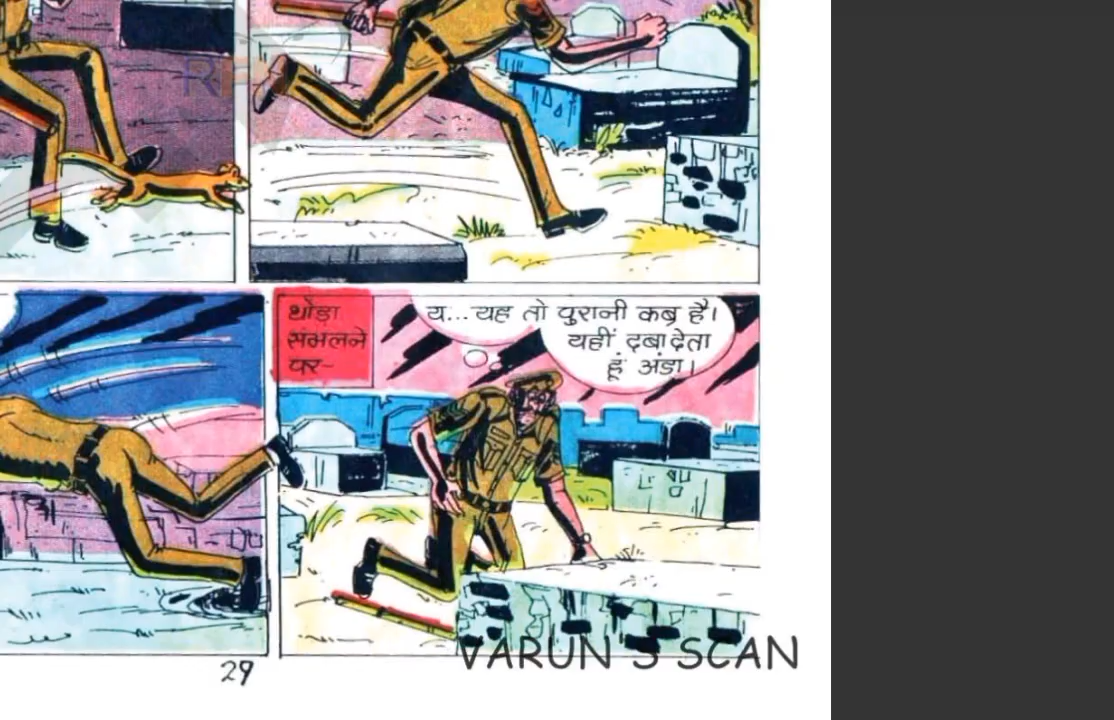 थोड़ा
संभलने
पर-
य...यह तो पुरानी कब्र है।
यहीं दबा देता
हूं अंडा।
29
VARUN S SCAN